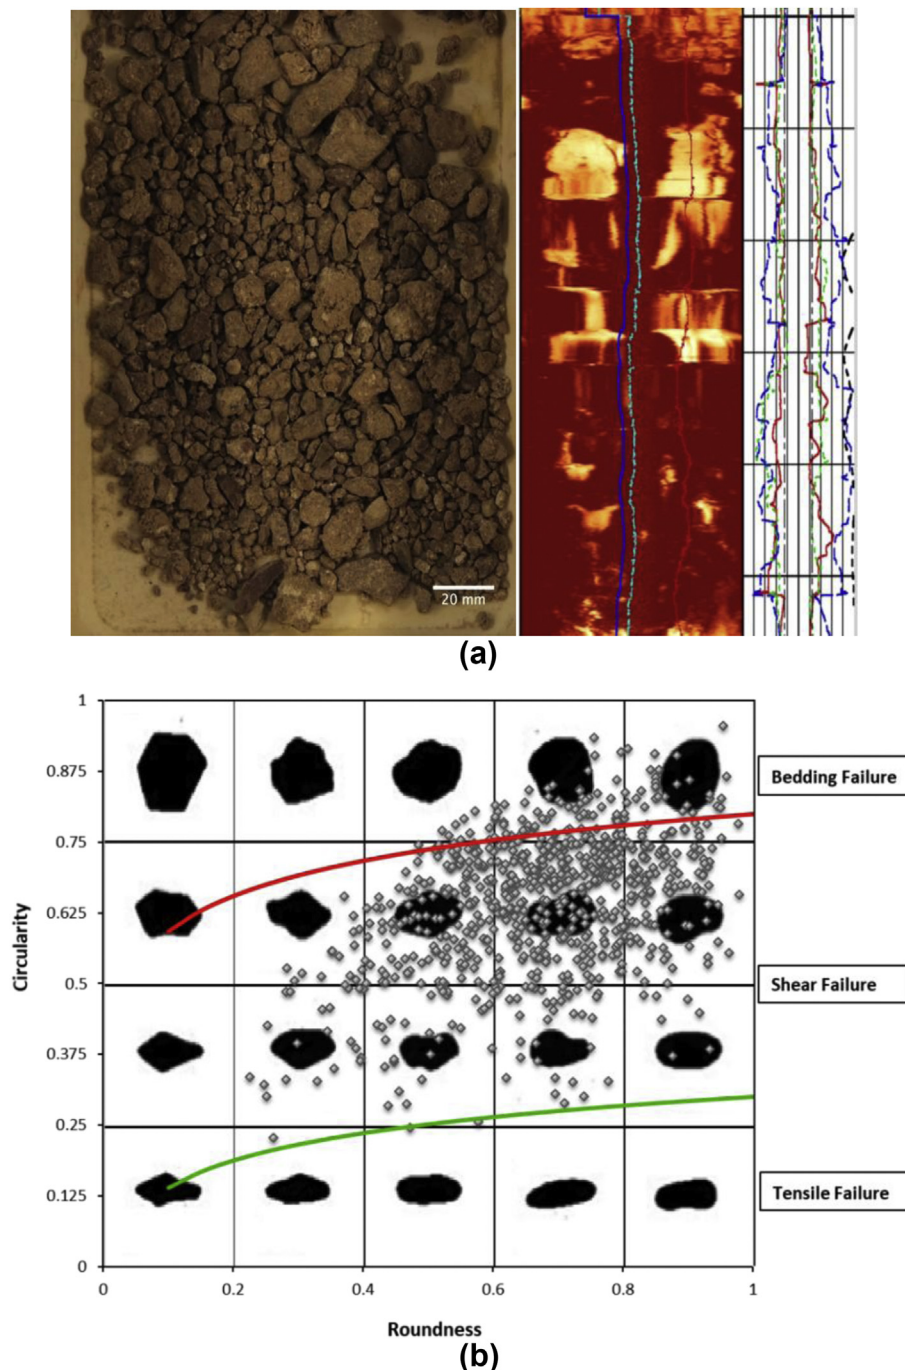 20 mm
(a)
1
0.875
0.75
0.625
0.5
0.375
0.25
0.125
0
Circularity
Bedding Failure
Shear Failure
Tensile Failure
0
0.2
0.4
0.6
0.8
1
Roundness
(b)